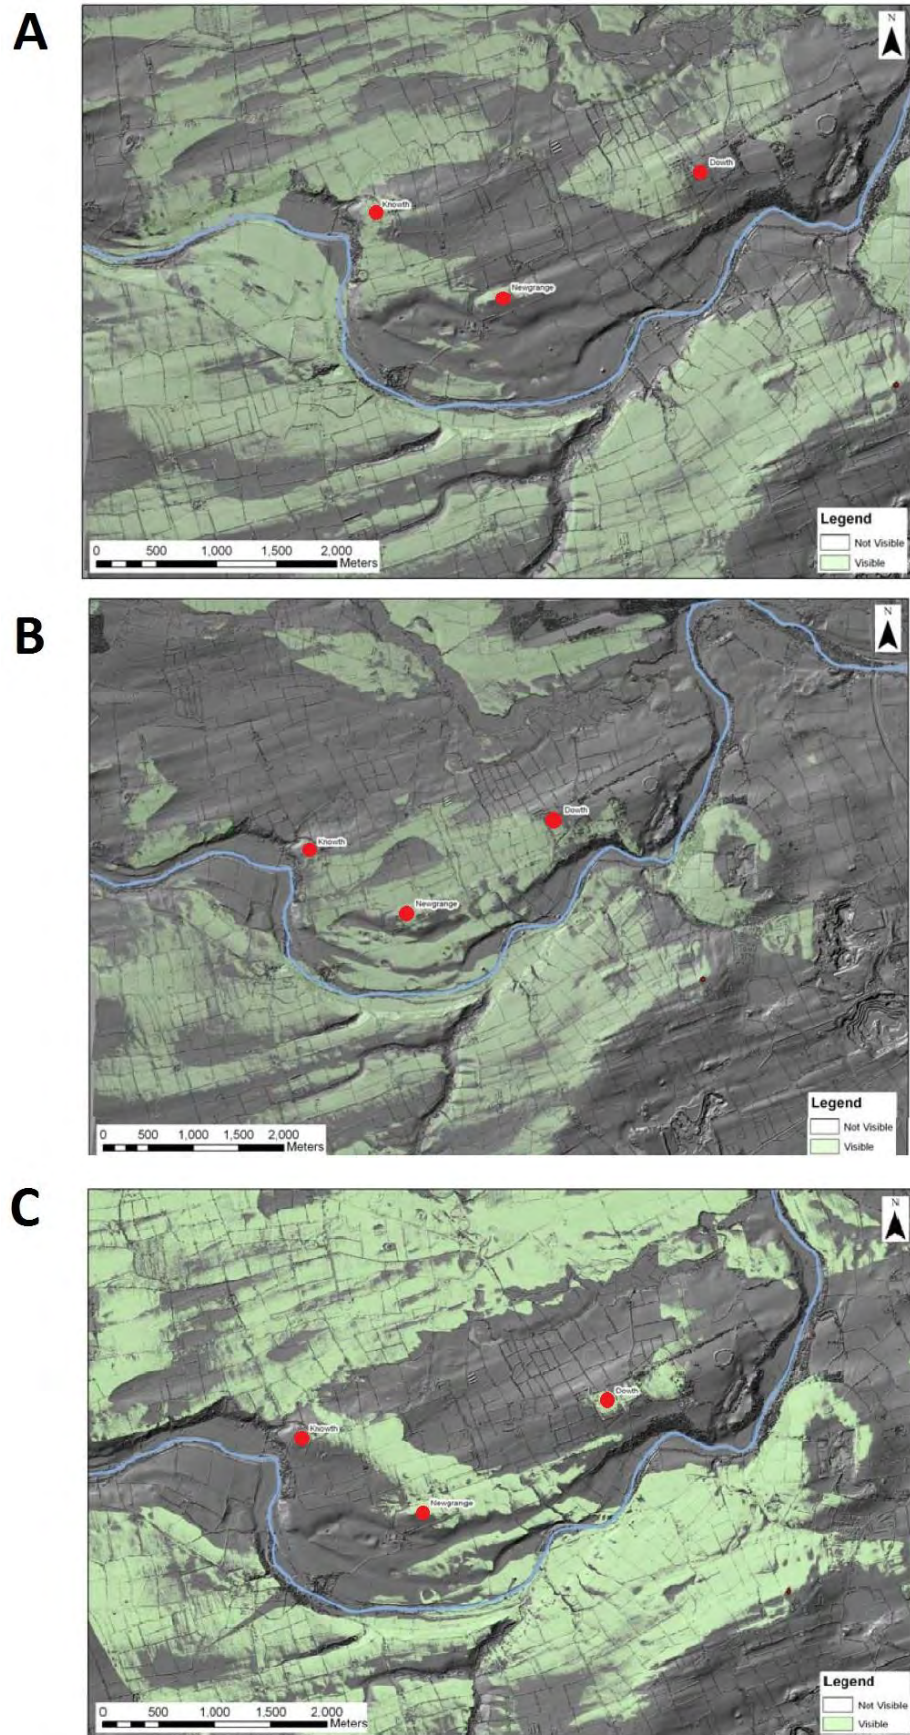 A
N
Dowth
Knowth
Newgrange
Legend
Not Visible
Visible
0 500 1,000 1,500 2,000
Meters
B
N
Dowth
Knowth
Newgrange
Legend
Not Visible
Visible
0 500 1,000 1,500 2,000
Meters
C
N
Dowth
Knowth
Newgrange
Legend
Not Visible
Visible
0 500 1,000 1,500 2,000
Meters